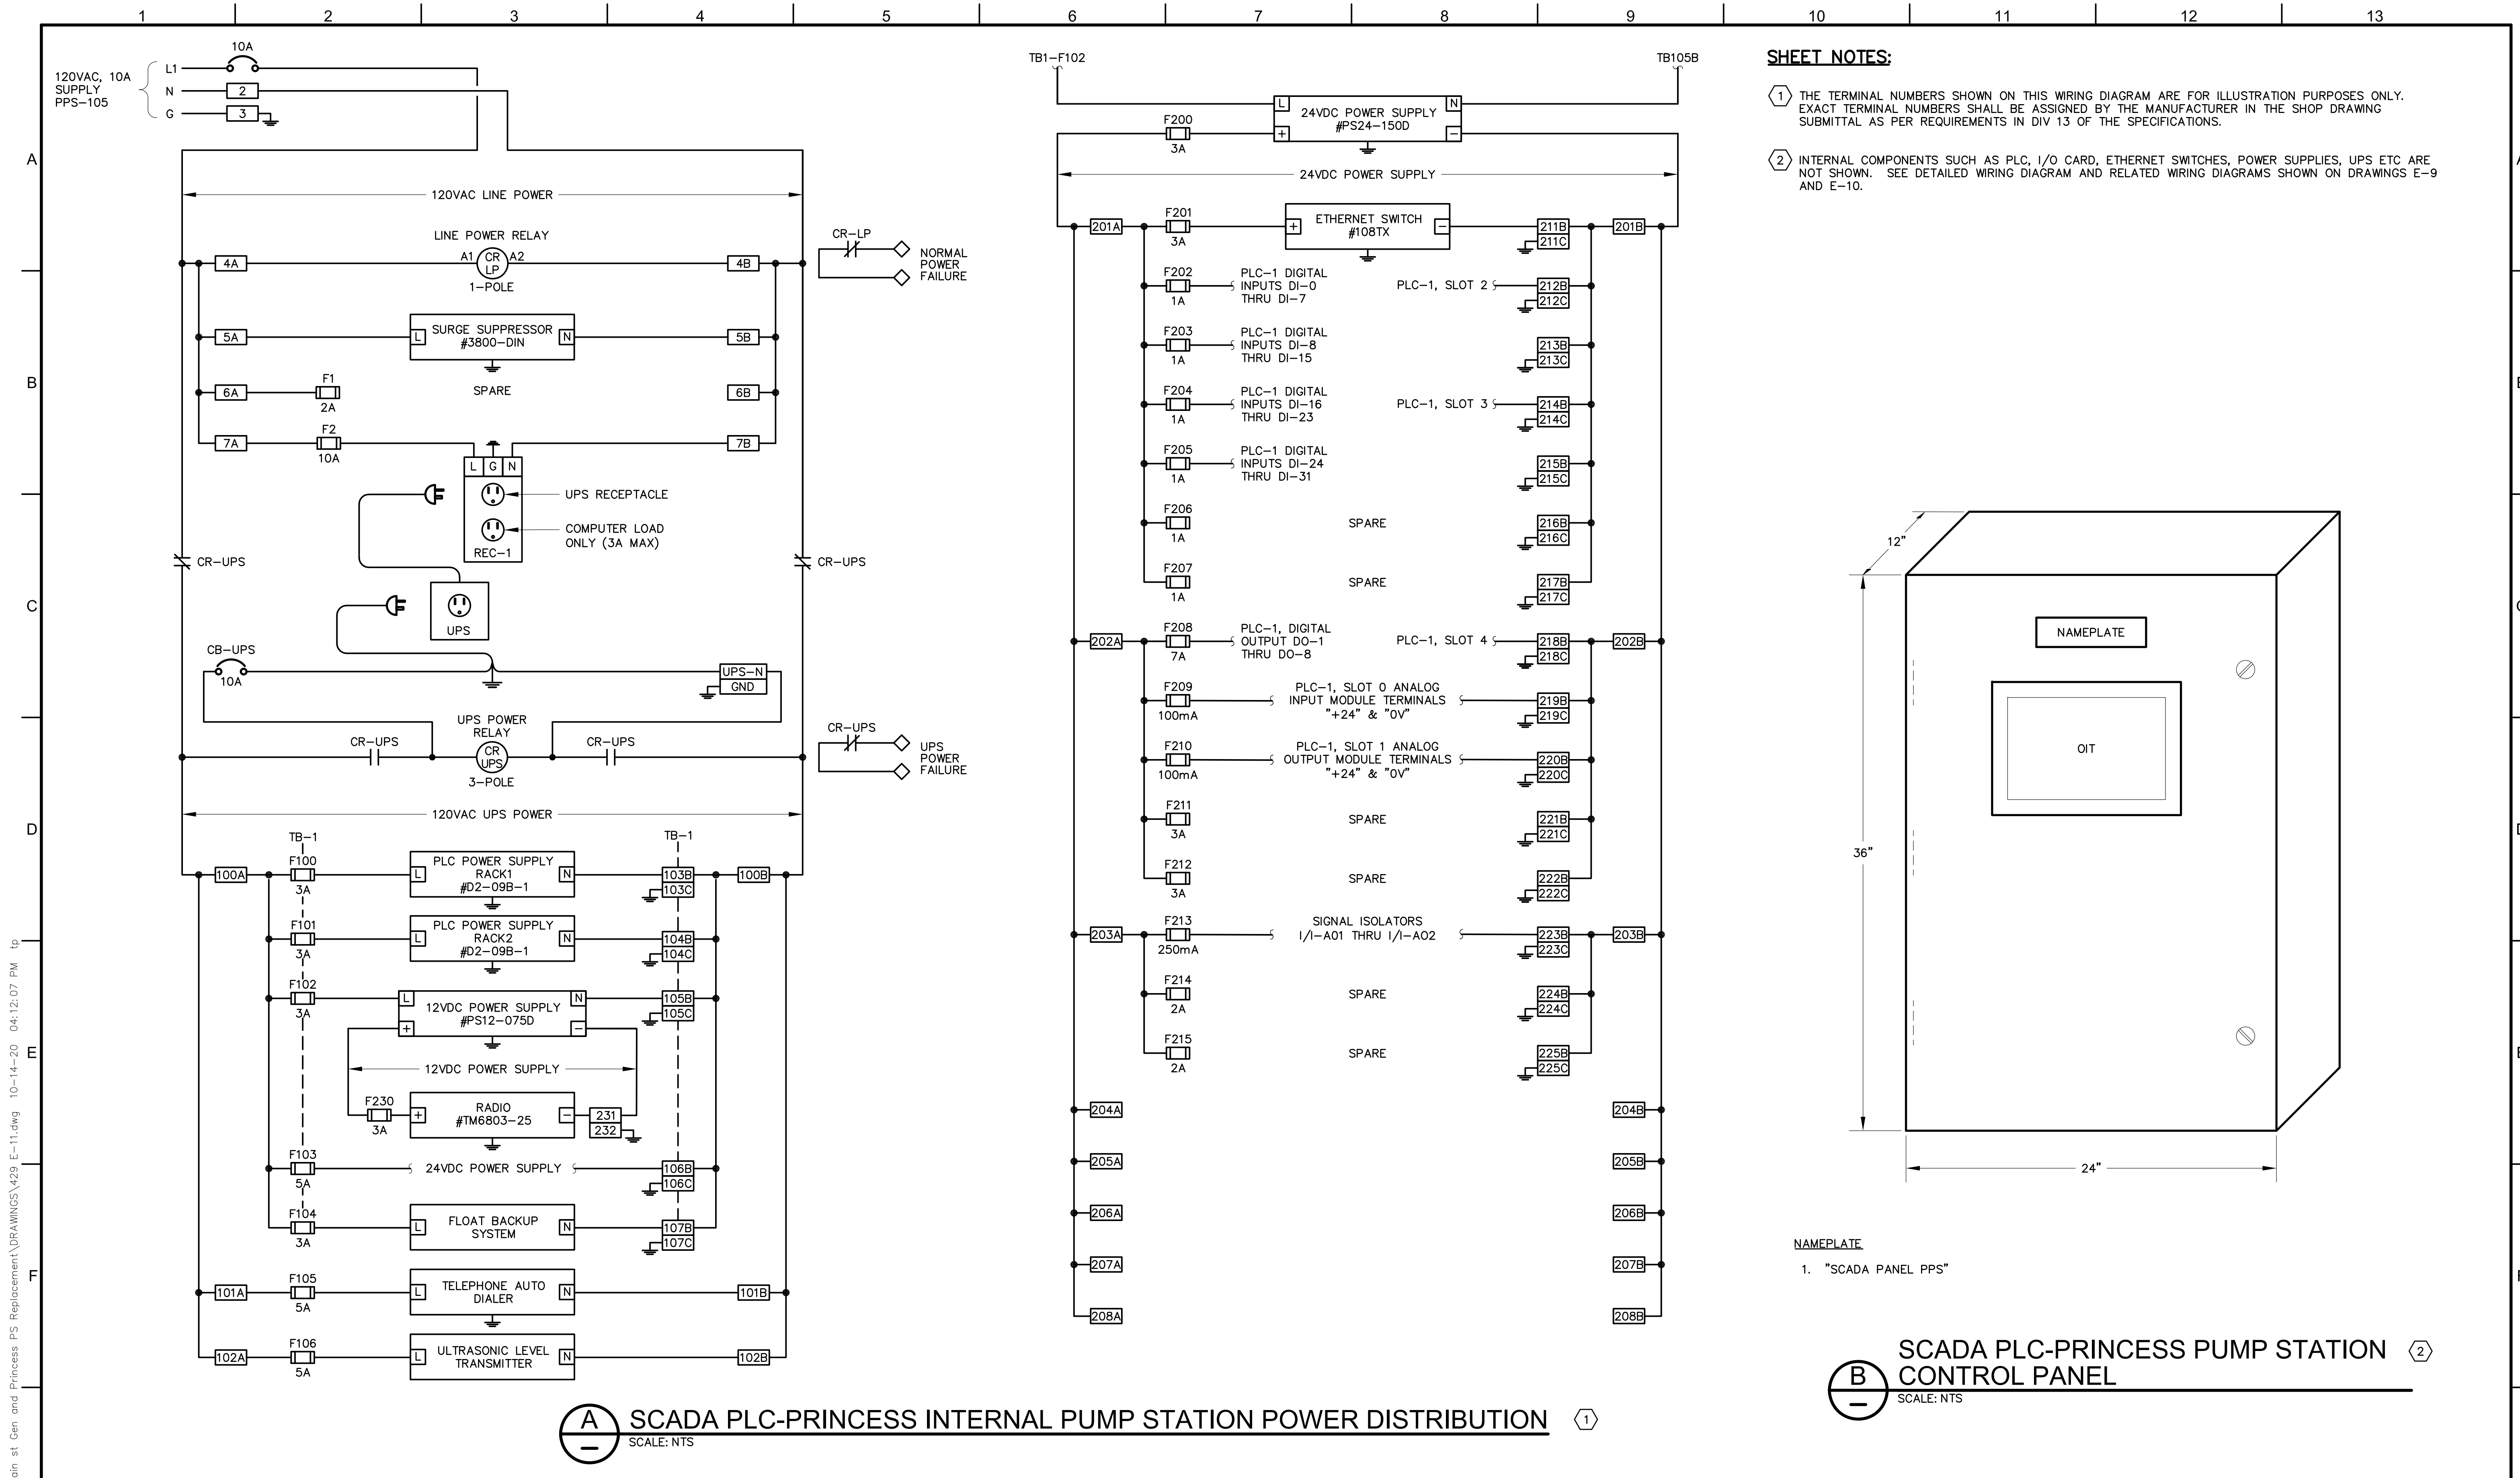 1 2 3 4 5 6 7 8 9 10 11 12 13
A
B
C
D
E
F
120VAC, 10A
SUPPLY
PPS-105
L1
N
G
10A
2
3
120VAC LINE POWER
LINE POWER RELAY
4A
A1
CR
LP
A2
4B
1-POLE
CR-LP
NORMAL
POWER
FAILURE
5A
L
SURGE SUPPRESSOR
#3800-DIN
N
5B
6A
F1
2A
SPARE
6B
7A
F2
10A
7B
L G N
UPS RECEPTACLE
COMPUTER LOAD
ONLY (3A MAX)
REC-1
CR-UPS
CR-UPS
UPS
CB-UPS
10A
UPS-N
GND
UPS POWER
RELAY
CR-UPS
CR
UPS
CR-UPS
3-POLE
CR-UPS
UPS
POWER
FAILURE
120VAC UPS POWER
TB-1
TB-1
100A
F100
3A
L
PLC POWER SUPPLY
RACK1
#D2-09B-1
N
103B
103C
100B
F101
3A
L
PLC POWER SUPPLY
RACK2
#D2-09B-1
N
104B
104C
F102
3A
L
12VDC POWER SUPPLY
#PS12-075D
N
+
-
105B
105C
12VDC POWER SUPPLY
F230
3A
+
RADIO
#TM6803-25
-
231
232
F103
5A
24VDC POWER SUPPLY
106B
106C
F104
3A
L
FLOAT BACKUP
SYSTEM
N
107B
107C
101A
F105
5A
L
TELEPHONE AUTO
DIALER
N
101B
102A
F106
5A
L
ULTRASONIC LEVEL
TRANSMITTER
N
102B
TB1-F102
TB105B
L
24VDC POWER SUPPLY
#PS24-150D
N
+
-
F200
3A
24VDC POWER SUPPLY
201A
F201
3A
+
ETHERNET SWITCH
#108TX
-
211B
211C
201B
F202
1A
PLC-1 DIGITAL
INPUTS DI-0
THRU DI-7
PLC-1, SLOT 2
212B
212C
F203
1A
PLC-1 DIGITAL
INPUTS DI-8
THRU DI-15
213B
213C
F204
1A
PLC-1 DIGITAL
INPUTS DI-16
THRU DI-23
PLC-1, SLOT 3
214B
214C
F205
1A
PLC-1 DIGITAL
INPUTS DI-24
THRU DI-31
215B
215C
F206
1A
SPARE
216B
216C
F207
1A
SPARE
217B
217C
202A
F208
7A
PLC-1, DIGITAL
OUTPUT DO-1
THRU DO-8
PLC-1, SLOT 4
218B
218C
202B
F209
100mA
PLC-1, SLOT 0 ANALOG
INPUT MODULE TERMINALS
"+24" & "0V"
219B
219C
F210
100mA
PLC-1, SLOT 1 ANALOG
OUTPUT MODULE TERMINALS
"+24" & "0V"
220B
220C
F211
3A
SPARE
221B
221C
F212
3A
SPARE
222B
222C
203A
F213
250mA
SIGNAL ISOLATORS
I/I-A01 THRU I/I-AO2
223B
223C
203B
F214
2A
SPARE
224B
224C
F215
2A
SPARE
225B
225C
204A
204B
205A
205B
206A
206B
207A
207B
208A
208B
SHEET NOTES:
1 THE TERMINAL NUMBERS SHOWN ON THIS WIRING DIAGRAM ARE FOR ILLUSTRATION PURPOSES ONLY.
EXACT TERMINAL NUMBERS SHALL BE ASSIGNED BY THE MANUFACTURER IN THE SHOP DRAWING
SUBMITTAL AS PER REQUIREMENTS IN DIV 13 OF THE SPECIFICATIONS.
2 INTERNAL COMPONENTS SUCH AS PLC, I/O CARD, ETHERNET SWITCHES, POWER SUPPLIES, UPS ETC ARE
NOT SHOWN. SEE DETAILED WIRING DIAGRAM AND RELATED WIRING DIAGRAMS SHOWN ON DRAWINGS E-9
AND E-10.
12"
NAMEPLATE
OIT
36"
24"
NAMEPLATE
1. "SCADA PANEL PPS"
A
SCADA PLC-PRINCESS INTERNAL PUMP STATION POWER DISTRIBUTION 1
SCALE: NTS
B
SCADA PLC-PRINCESS PUMP STATION 2
CONTROL PANEL
SCALE: NTS
st Gen and Princess PS Replacement\DRAWINGS\429 E-11.dwg 10-14-20 04:12:07 PM tp